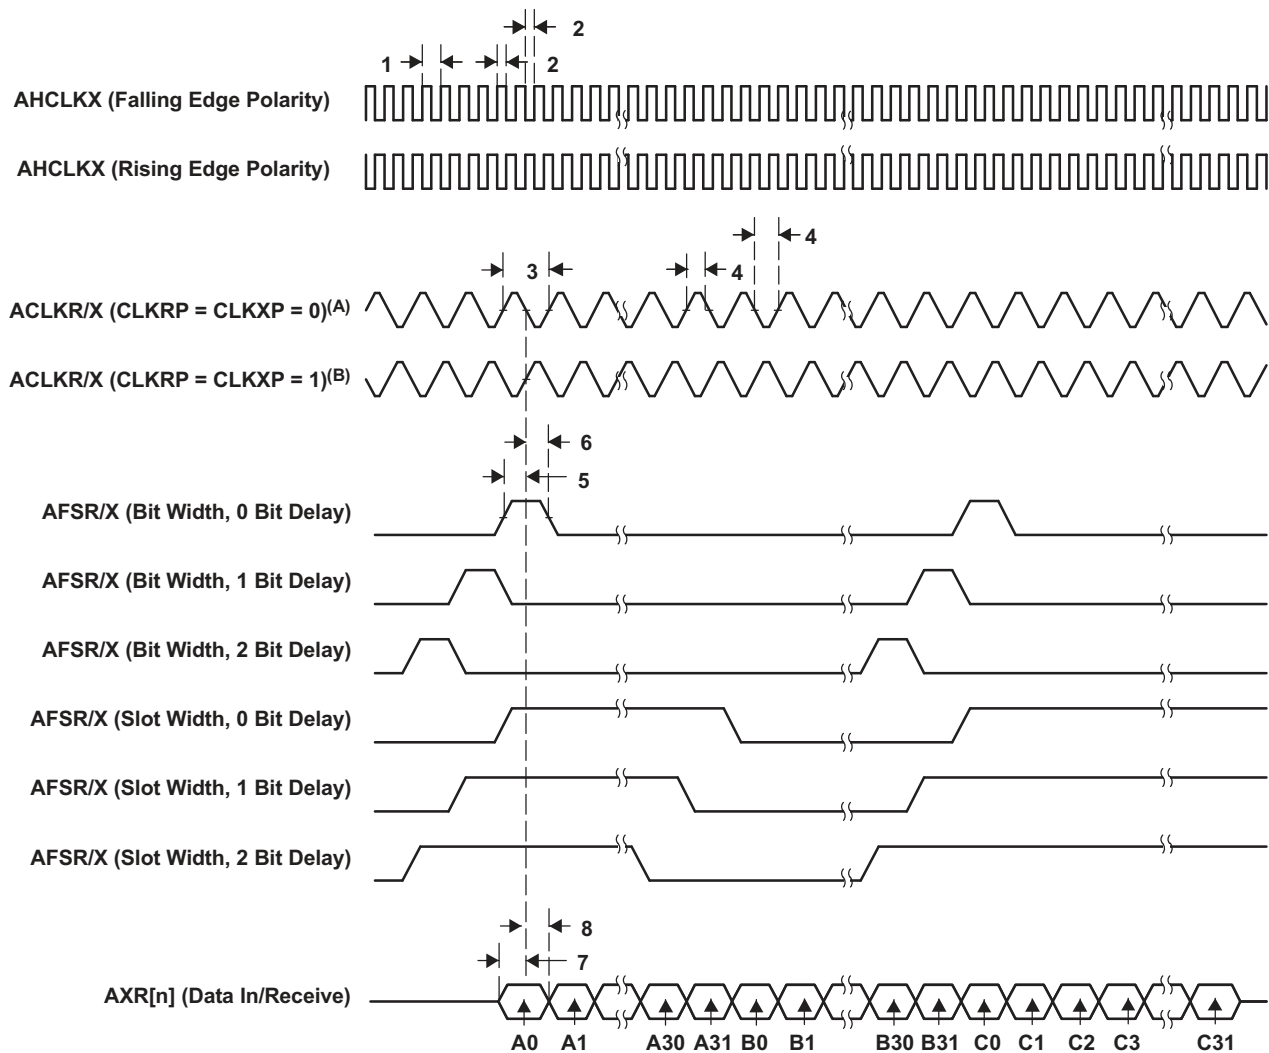 2
1
2
AHCLKX (Falling Edge Polarity)
AHCLKX (Rising Edge Polarity)
4
3
4
ACLKR/X (CLKRP = CLKXP = 0)(A)
ACLKR/X (CLKRP = CLKXP = 1)(B)
6
5
AFSR/X (Bit Width, 0 Bit Delay)
AFSR/X (Bit Width, 1 Bit Delay)
AFSR/X (Bit Width, 2 Bit Delay)
AFSR/X (Slot Width, 0 Bit Delay)
AFSR/X (Slot Width, 1 Bit Delay)
AFSR/X (Slot Width, 2 Bit Delay)
8
7
AXR[n] (Data In/Receive)
A0 A1 A30 A31 B0 B1 B30 B31 C0 C1 C2 C3 C31